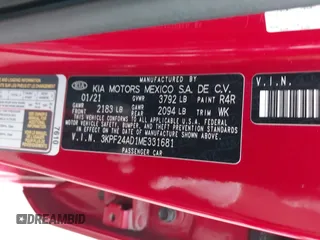 KIA
MANUFACTURED BY
KIA MOTORS MEXICO S.A. DE C.V.
01/21 GVWR 3792 LB PAINT R4R
GAWR FRONT 2183 LB GAWR REAR 2094 LB TRIM WK
THIS VEHICLE CONFORMS TO ALL
APPLICABLE U.S. FEDERAL MOTOR VEHICLE
SAFETY, BUMPER, AND THEFT PREVENTION
STANDARDS IN EFFECT ON THE DATE OF
MANUFACTURE SHOWN ABOVE.
V.I.N. 3KPF24AD1ME331681
PASSENGER CAR
V.I.N.
7610
DREAMBID